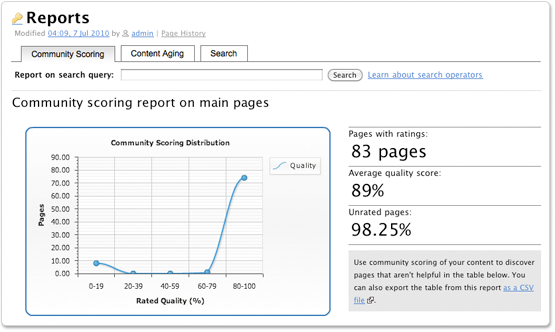 Reports
Modified 04:09, 7 Jul 2010 by admin | Page History
Community Scoring
Content Aging
Search
Report on search query:
Search
Learn about search operators
Community scoring report on main pages
Community Scoring Distribution
90.00
80.00
70.00
60.00
50.00
40.00
30.00
20.00
10.00
0.00
Pages
0-19
20-39
40-59
60-79
80-100
Rated Quality (%)
Quality
Pages with ratings:
83 pages
Average quality score:
89%
Unrated pages:
98.25%
Use community scoring of your content to discover
pages that aren't helpful in the table below. You
can also export the table from this report as a CSV
file.